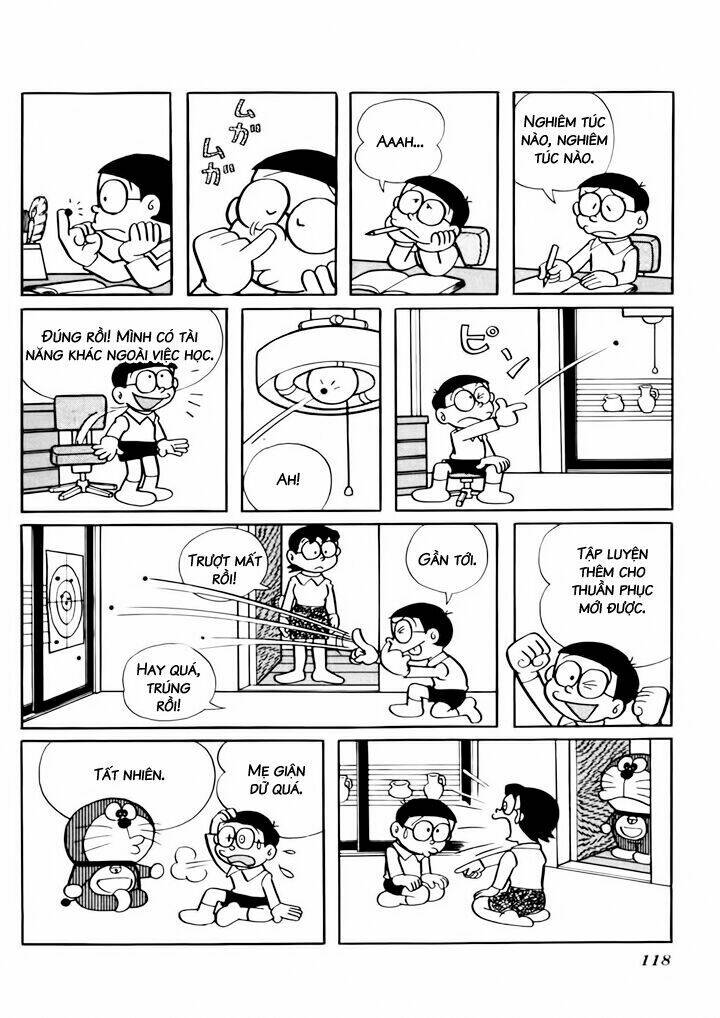 NGHIÊM TÚC
NÀO, NGHIÊM
TÚC NÀO.
AAAH...
ムガ
ムガ
ピン
AH!
ĐÚNG RỒI! MÌNH CÓ TÀI
NĂNG KHÁC NGOÀI VIỆC HỌC.
TẬP LUYỆN
THÊM CHO
THUẦN PHỤC
MỚI ĐƯỢC.
GẦN TỚI.
TRƯỢT MẤT
RỒI!
HAY QUÁ,
TRÚNG
RỒI!
MẸ GIẬN
DỮ QUÁ.
TẤT NHIÊN.
118